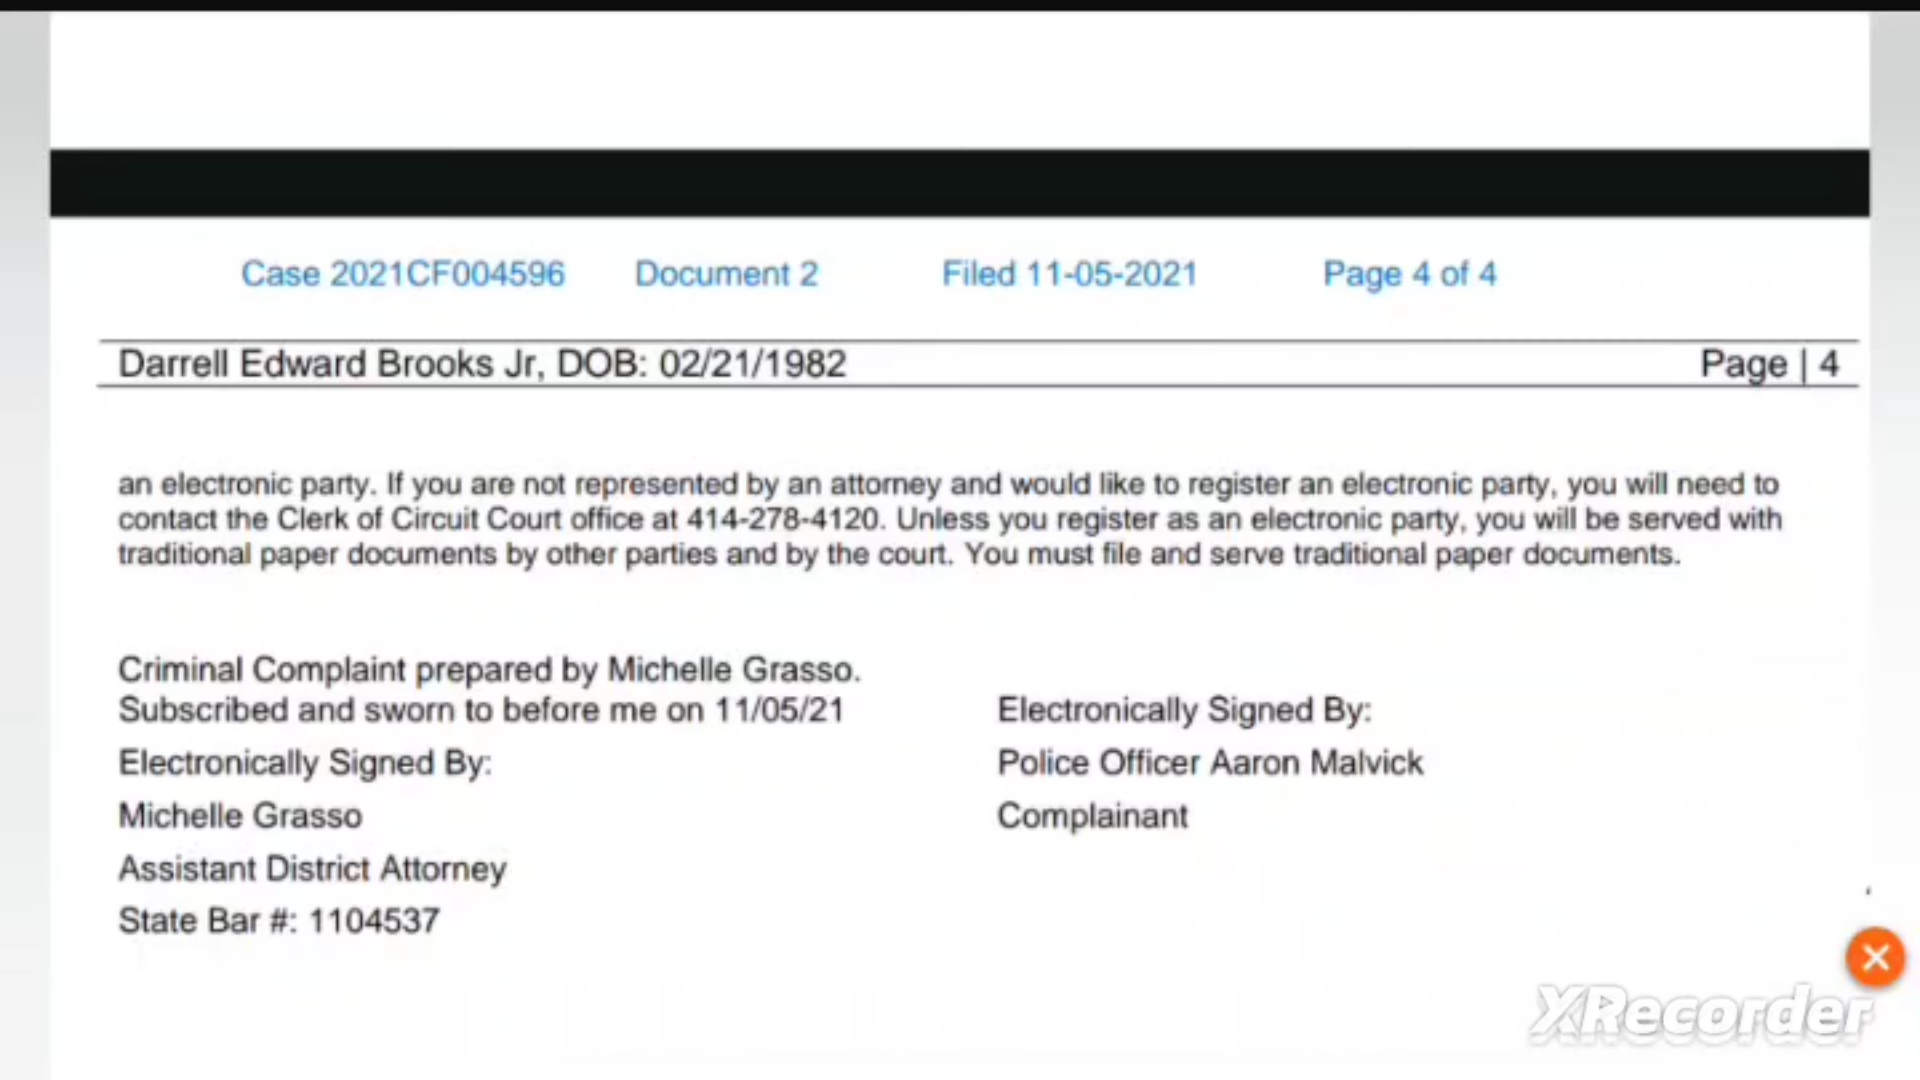 Case 2021CF004596 Document 2 Filed 11-05-2021 Page 4 of 4
Darrell Edward Brooks Jr, DOB: 02/21/1982 Page | 4
an electronic party. If you are not represented by an attorney and would like to register an electronic party, you will need to
contact the Clerk of Circuit Court office at 414-278-4120. Unless you register as an electronic party, you will be served with
traditional paper documents by other parties and by the court. You must file and serve traditional paper documents.
Criminal Complaint prepared by Michelle Grasso.
Subscribed and sworn to before me on 11/05/21 Electronically Signed By:
Electronically Signed By: Police Officer Aaron Malvick
Michelle Grasso Complainant
Assistant District Attorney
State Bar #: 1104537
XRecorder